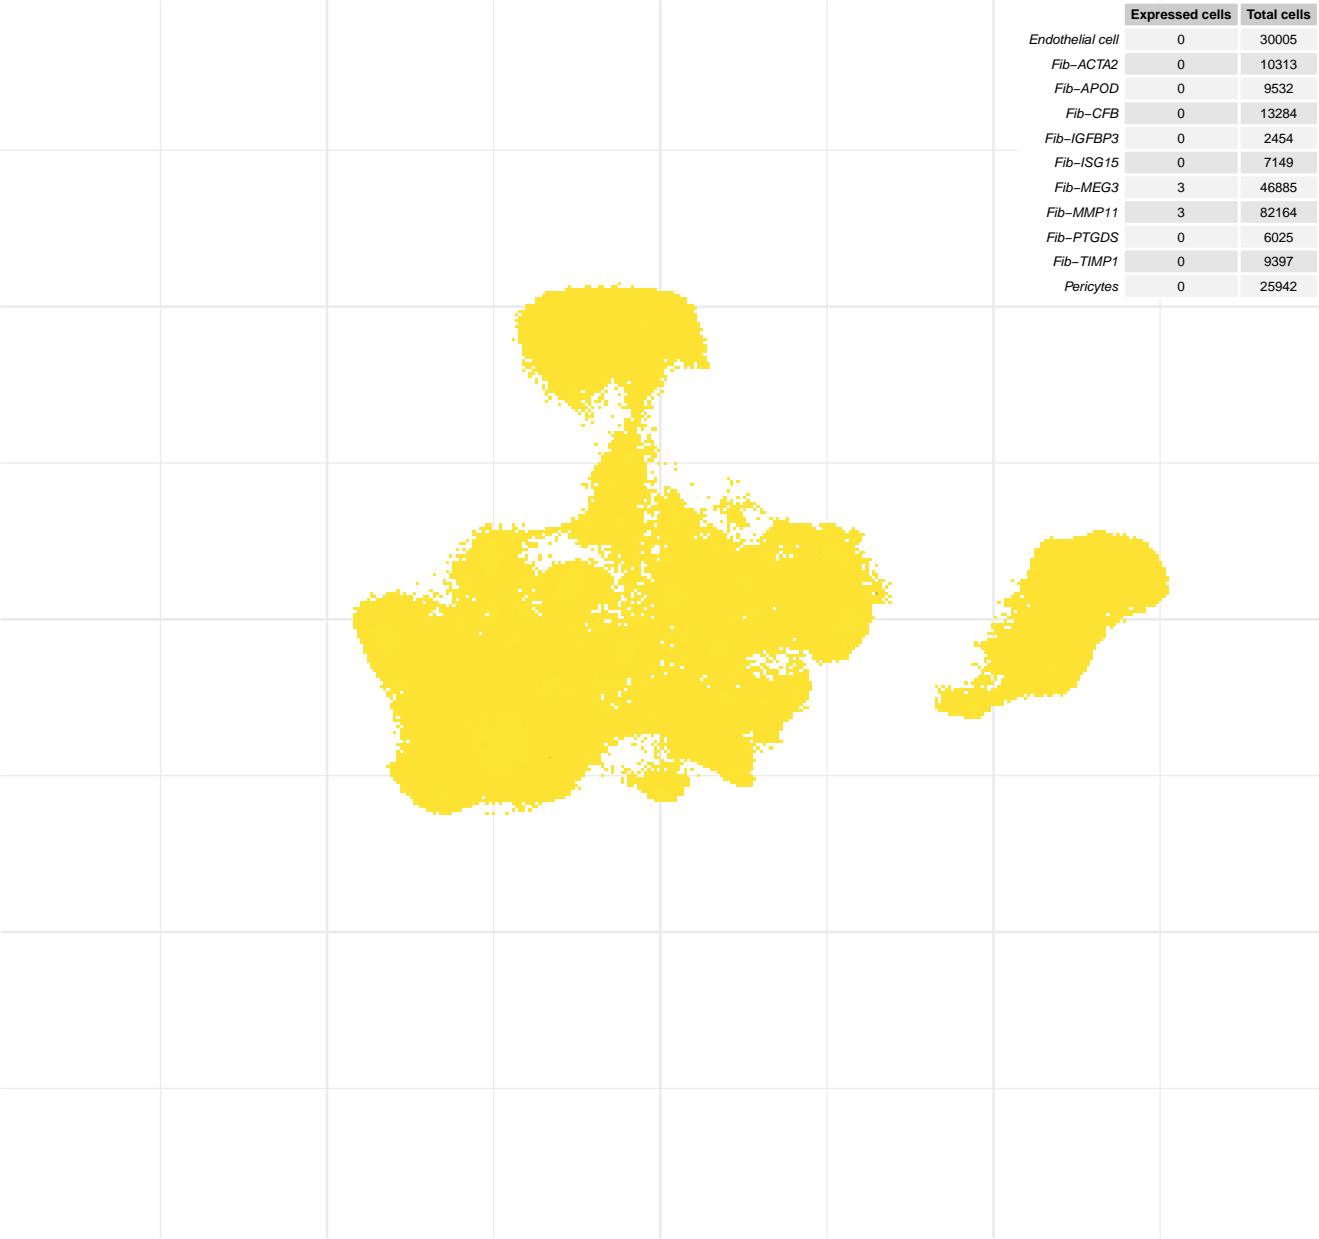 Expressed cells Total cells
Endothelial cell 0 30005
Fib−ACTA2 0 10313
Fib−APOD 0 9532
Fib−CFB 0 13284
Fib−IGFBP3 0 2454
Fib−ISG15 0 7149
Fib−MEG3 3 46885
Fib−MMP11 3 82164
Fib−PTGDS 0 6025
Fib−TIMP1 0 9397
Pericytes 0 25942